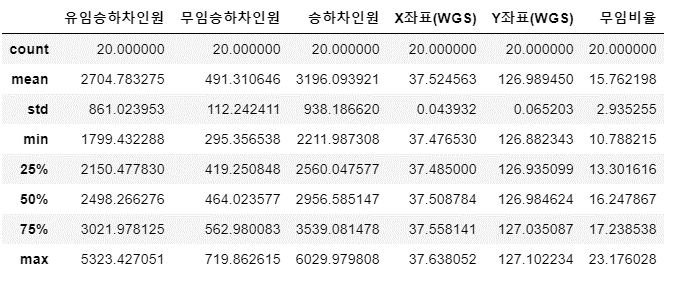 유임승하차인원 무임승하차인원 승하차인원 X좌표(WGS) Y좌표(WGS) 무임비율
count 20.000000 20.000000 20.000000 20.000000 20.000000 20.000000
mean 2704.783275 491.310646 3196.093921 37.524563 126.989450 15.762198
std 861.023953 112.242411 938.186620 0.043932 0.065203 2.935255
min 1799.432288 295.356538 2211.987308 37.476530 126.882343 10.788215
25% 2150.477830 419.250848 2560.047577 37.485000 126.935099 13.301616
50% 2498.266276 464.023577 2956.585147 37.508784 126.984624 16.247867
75% 3021.978125 562.980083 3539.081478 37.558141 127.035087 17.238538
max 5323.427051 719.862615 6029.979808 37.638052 127.102234 23.176028